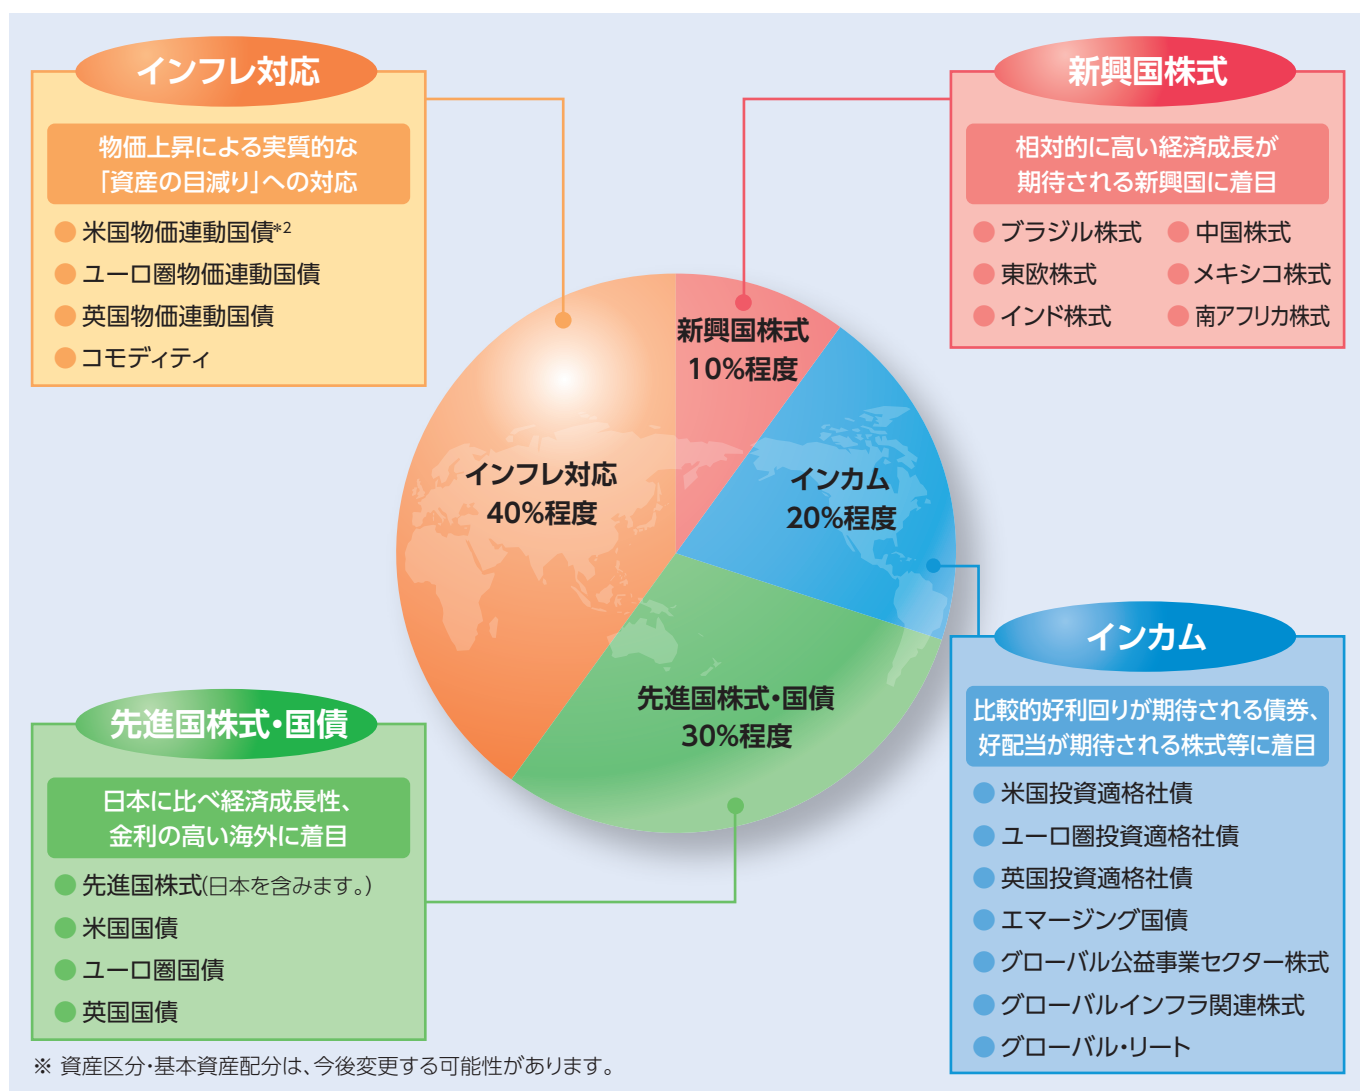 インフレ対応
物価上昇による実質的な
「資産の目減り」への対応
● 米国物価連動国債*2
● ユーロ圏物価連動国債
● 英国物価連動国債
● コモディティ
新興国株式
相対的に高い経済成長が
期待される新興国に着目
● ブラジル株式 ● 中国株式
● 東欧株式 ● メキシコ株式
● インド株式 ● 南アフリカ株式
新興国株式
10%程度
インフレ対応
40%程度
インカム
20%程度
先進国株式・国債
30%程度
先進国株式・国債
日本に比べ経済成長性、
金利の高い海外に着目
● 先進国株式(日本を含みます。)
● 米国国債
● ユーロ圏国債
● 英国国債
インカム
比較的好利回りが期待される債券、
好配当が期待される株式等に着目
● 米国投資適格社債
● ユーロ圏投資適格社債
● 英国投資適格社債
● エマージング国債
● グローバル公益事業セクター株式
● グローバルインフラ関連株式
● グローバル・リート
※ 資産区分・基本資産配分は、今後変更する可能性があります。